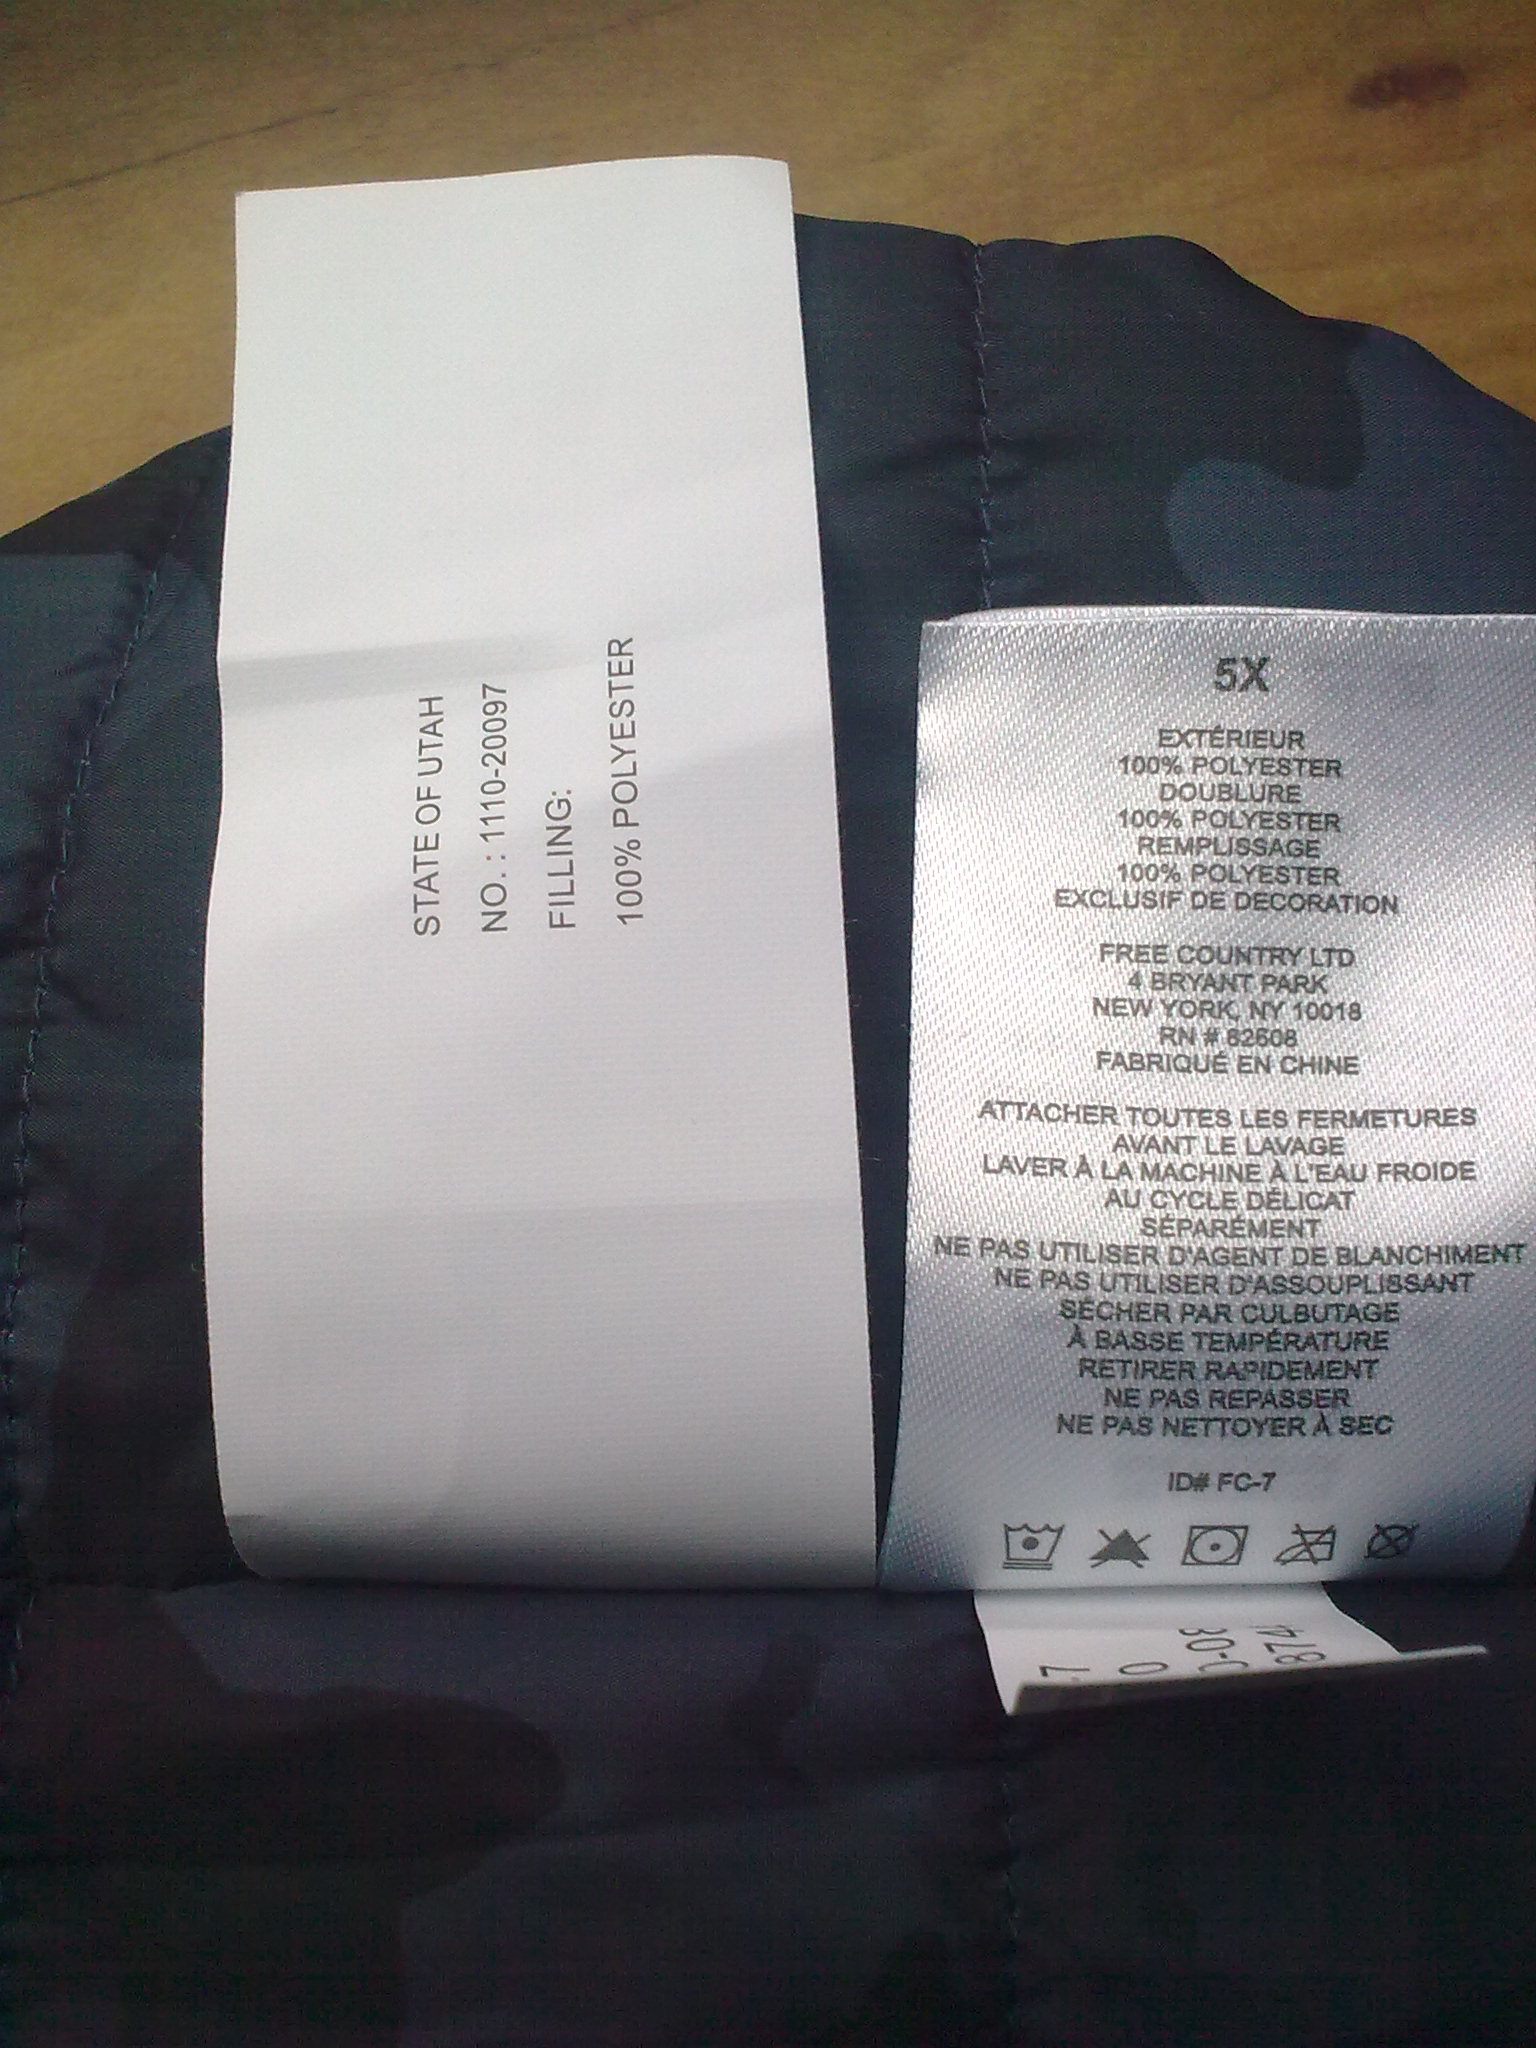 STATE OF UTAH
NO. : 1110-20097
FILLING:
100% POLYESTER
5X
EXTÉRIEUR
100% POLYESTER
DOUBLURE
100% POLYESTER
REMPLISSAGE
100% POLYESTER
EXCLUSIF DE DECORATION
FREE COUNTRY LTD
4 BRYANT PARK
NEW YORK, NY 10018
RN # 82608
FABRIQUÉ EN CHINE
ATTACHER TOUTES LES FERMETURES
AVANT LE LAVAGE
LAVER À LA MACHINE À L'EAU FROIDE
AU CYCLE DÉLICAT
SÉPARÉMENT
NE PAS UTILISER D'AGENT DE BLANCHIMENT
NE PAS UTILISER D'ASSOUPLISSANT
SÉCHER PAR CULBUTAGE
À BASSE TEMPÉRATURE
RETIRER RAPIDEMENT
NE PAS REPASSER
NE PAS NETTOYER À SEC
ID# FC-7